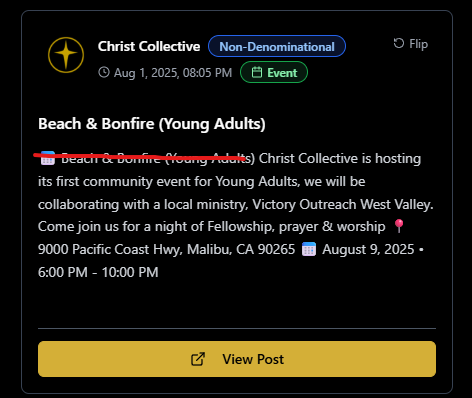 Christ Collective Non-Denominational Flip
Aug 1, 2025, 08:05 PM Event
Beach & Bonfire (Young Adults)
🗓️ Beach & Bonfire (Young Adults) Christ Collective is hosting
its first community event for Young Adults, we will be
collaborating with a local ministry, Victory Outreach West Valley.
Come join us for a night of Fellowship, prayer & worship 📍
9000 Pacific Coast Hwy, Malibu, CA 90265 🗓️ August 9, 2025 •
6:00 PM - 10:00 PM
View Post